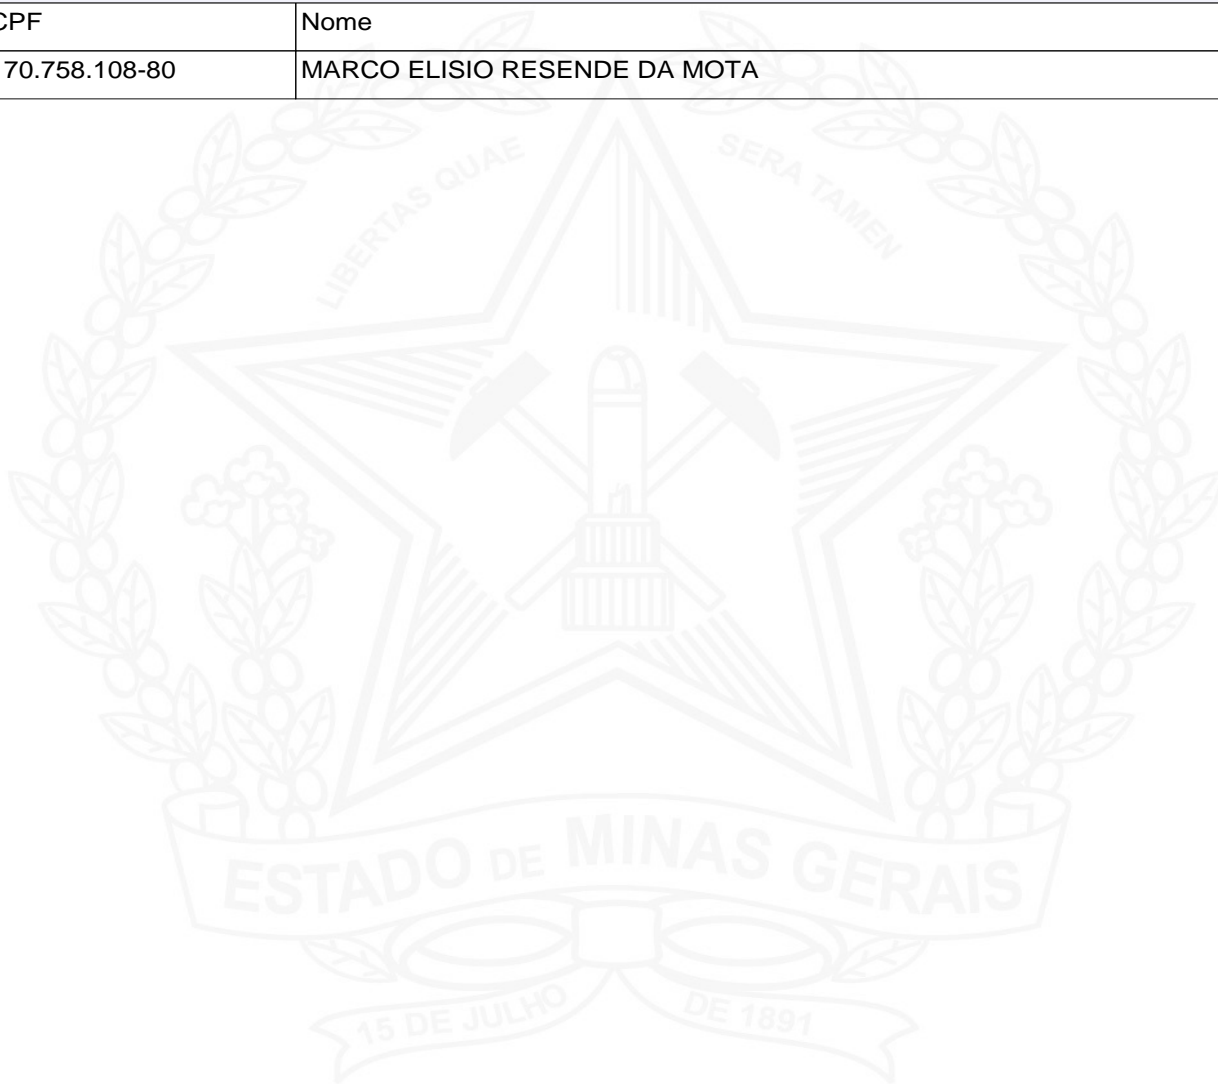 CPF Nome
70.758.108-80 MARCO ELISIO RESENDE DA MOTA
LIBERTAS QUAE SERA TAMEN
ESTADO DE MINAS GERAIS
15 DE JULHO DE 1891